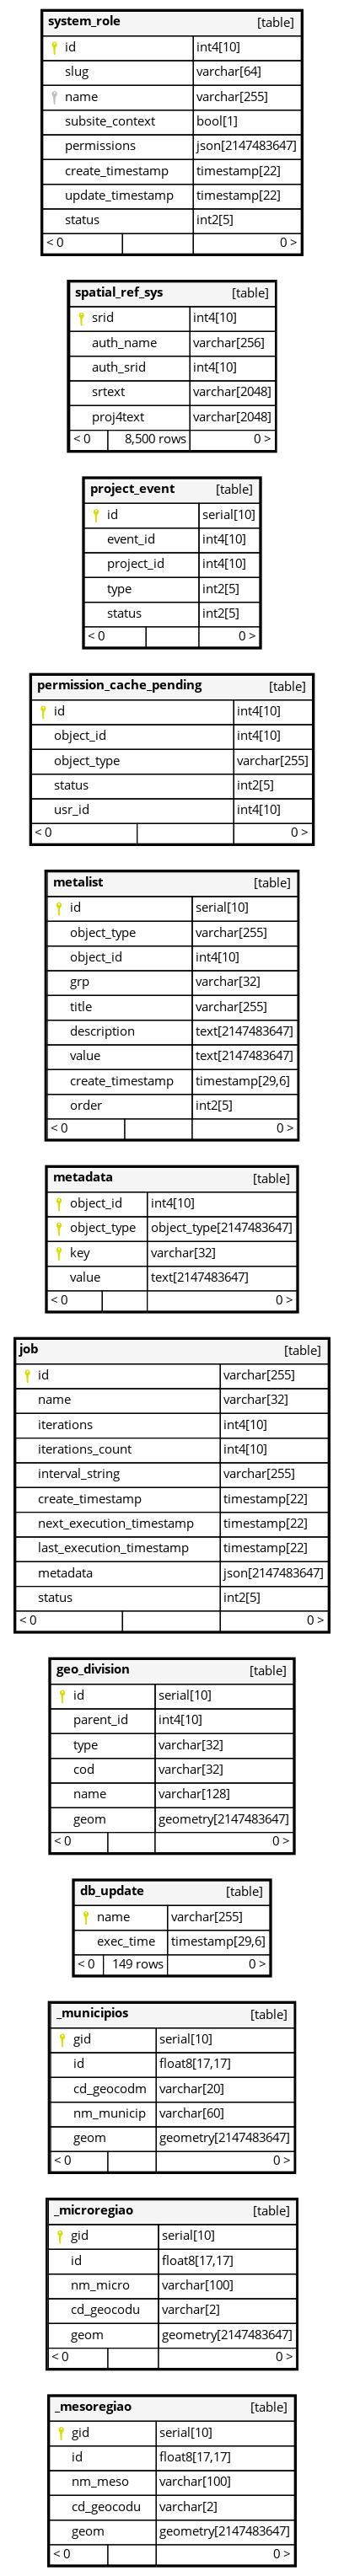 system_role [table]
id int4[10]
slug varchar[64]
name varchar[255]
subsite_context bool[1]
permissions json[2147483647]
create_timestamp timestamp[22]
update_timestamp timestamp[22]
status int2[5]
< 0 0 >
spatial_ref_sys [table]
srid int4[10]
auth_name varchar[256]
auth_srid int4[10]
srtext varchar[2048]
proj4text varchar[2048]
< 0 8,500 rows 0 >
project_event [table]
id serial[10]
event_id int4[10]
project_id int4[10]
type int2[5]
status int2[5]
< 0 0 >
permission_cache_pending [table]
id int4[10]
object_id int4[10]
object_type varchar[255]
status int2[5]
usr_id int4[10]
< 0 0 >
metalist [table]
id serial[10]
object_type varchar[255]
object_id int4[10]
grp varchar[32]
title varchar[255]
description text[2147483647]
value text[2147483647]
create_timestamp timestamp[29,6]
order int2[5]
< 0 0 >
metadata [table]
object_id int4[10]
object_type object_type[2147483647]
key varchar[32]
value text[2147483647]
< 0 0 >
job [table]
id varchar[255]
name varchar[32]
iterations int4[10]
iterations_count int4[10]
interval_string varchar[255]
create_timestamp timestamp[22]
next_execution_timestamp timestamp[22]
last_execution_timestamp timestamp[22]
metadata json[2147483647]
status int2[5]
< 0 0 >
geo_division [table]
id serial[10]
parent_id int4[10]
type varchar[32]
cod varchar[32]
name varchar[128]
geom geometry[2147483647]
< 0 0 >
db_update [table]
name varchar[255]
exec_time timestamp[29,6]
< 0 149 rows 0 >
_municipios [table]
gid serial[10]
id float8[17,17]
cd_geocodm varchar[20]
nm_municip varchar[60]
geom geometry[2147483647]
< 0 0 >
_microregiao [table]
gid serial[10]
id float8[17,17]
nm_micro varchar[100]
cd_geocodu varchar[2]
geom geometry[2147483647]
< 0 0 >
_mesoregiao [table]
gid serial[10]
id float8[17,17]
nm_meso varchar[100]
cd_geocodu varchar[2]
geom geometry[2147483647]
< 0 0 >